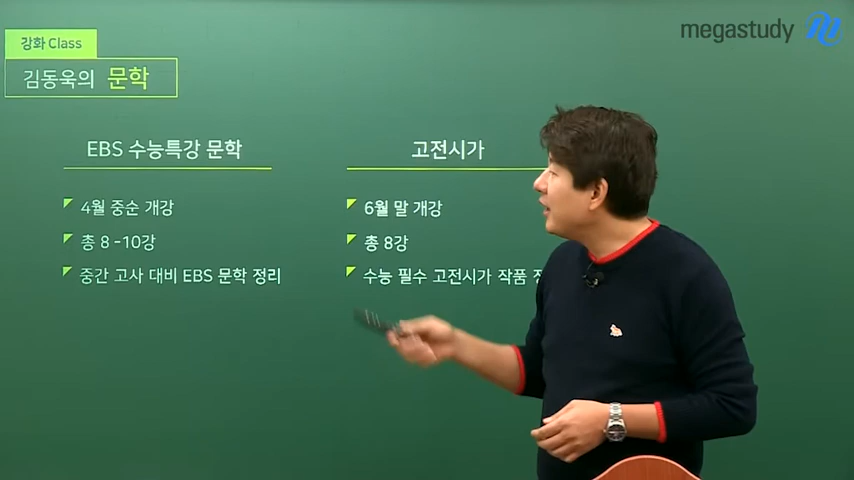 megastudy
강화 Class
김동욱의 문학
EBS 수능특강 문학
4월 중순 개강
총 8 -10강
중간 고사 대비 EBS 문학 정리
고전시가
6월 말 개강
총 8강
수능 필수 고전시가 작품